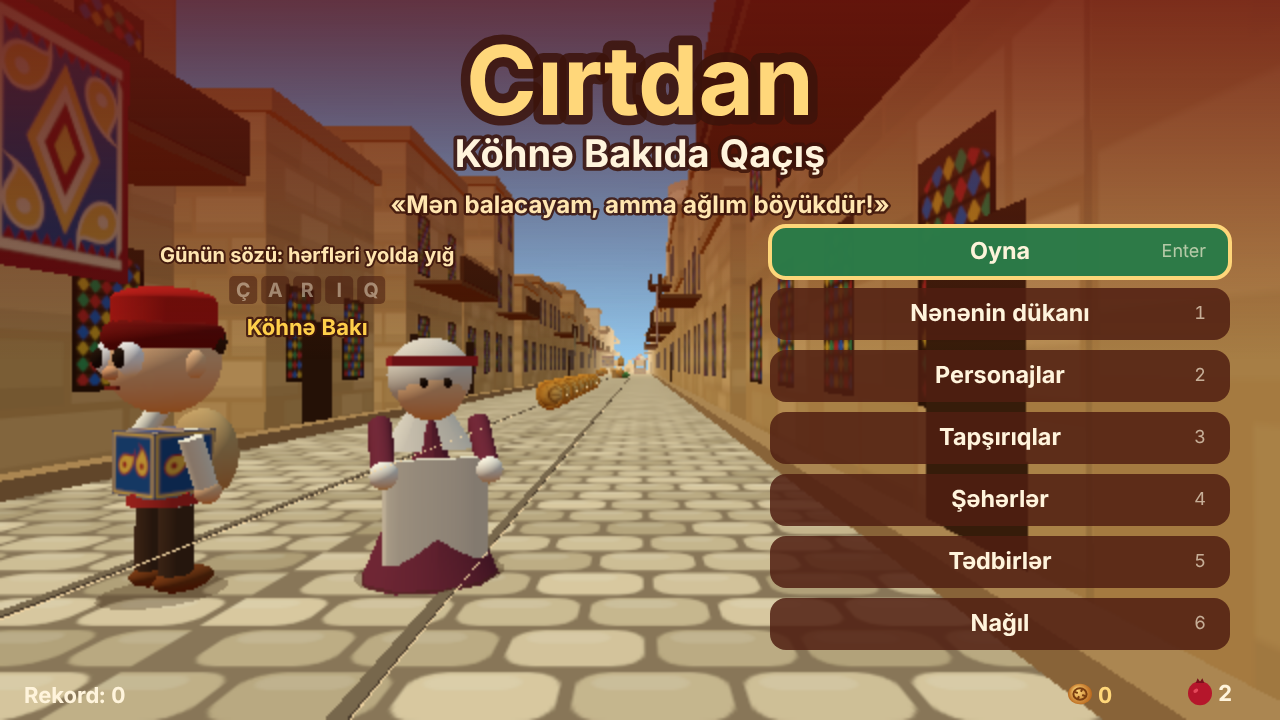 Cırtdan
Köhnə Bakıda Qaçış
«Mən balacayam, amma ağlım böyükdür!»
Günün sözü: hərfləri yolda yığ
Ç A R I Q
Köhnə Bakı
Oyna Enter
Nənənin dükanı 1
Personajlar 2
Tapşırıqlar 3
Şəhərlər 4
Tədbirlər 5
Nağıl 6
Rekord: 0
0
2